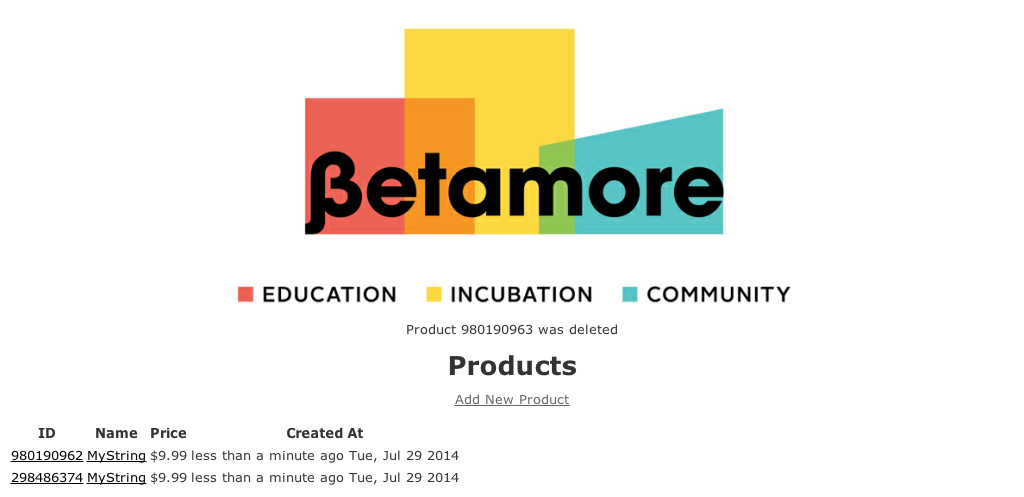 βetamore
EDUCATION INCUBATION COMMUNITY
Product 980190963 was deleted
Products
Add New Product
ID Name Price Created At
980190962 MyString $9.99 less than a minute ago Tue, Jul 29 2014
298486374 MyString $9.99 less than a minute ago Tue, Jul 29 2014